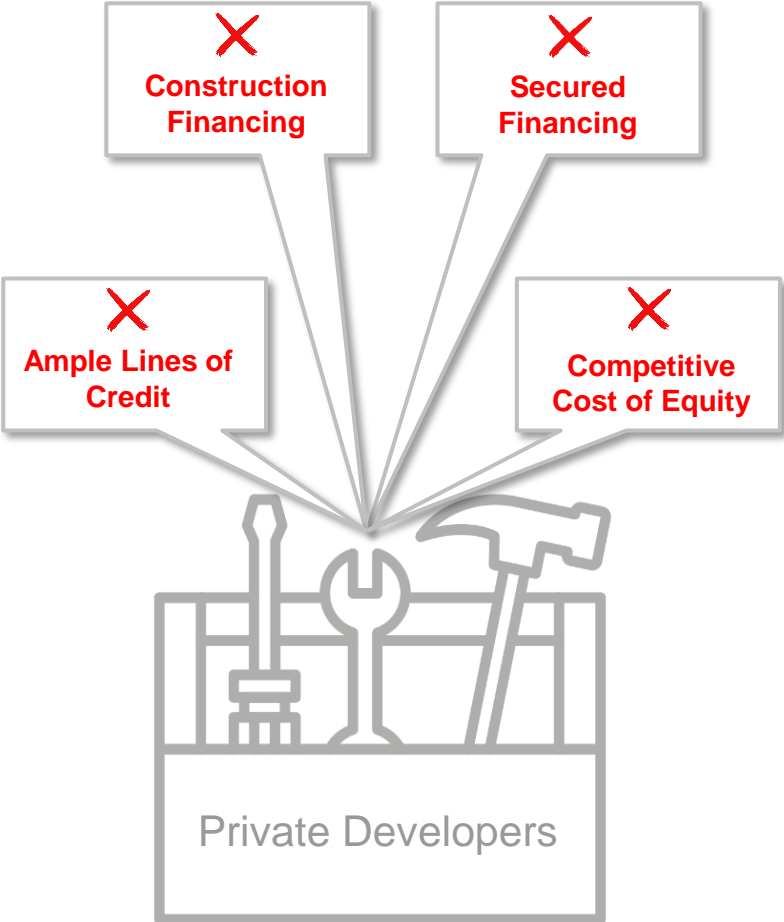 Construction
Financing
Secured
Financing
Ample Lines of
Credit
Competitive
Cost of Equity
Private Developers